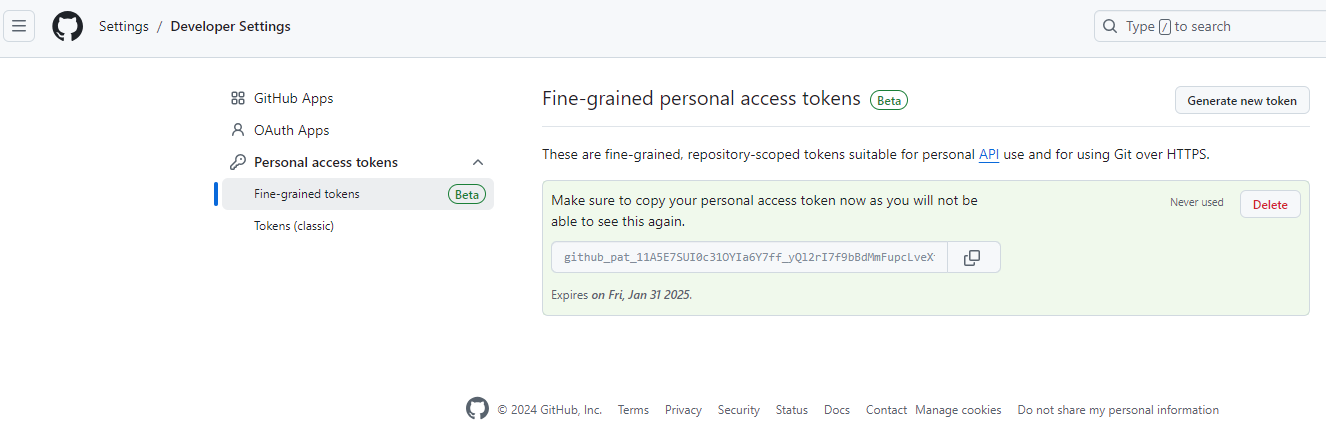 Settings / Developer Settings
Type / to search
GitHub Apps
OAuth Apps
Personal access tokens
Fine-grained tokens Beta
Tokens (classic)
Fine-grained personal access tokens Beta
Generate new token
These are fine-grained, repository-scoped tokens suitable for personal API use and for using Git over HTTPS.
Make sure to copy your personal access token now as you will not be
able to see this again.
Never used
Delete
Expires on Fri, Jan 31 2025.
© 2024 GitHub, Inc. Terms Privacy Security Status Docs Contact Manage cookies Do not share my personal information